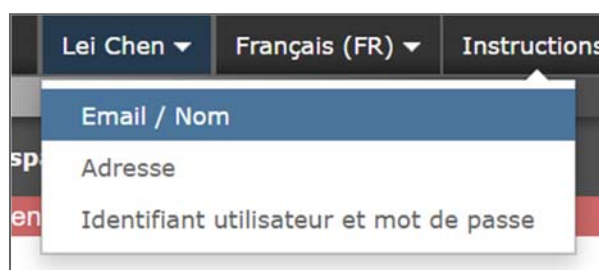 Lei Chen ▾ Français (FR) ▾ Instructions
Email / Nom
Adresse
Identifiant utilisateur et mot de passe